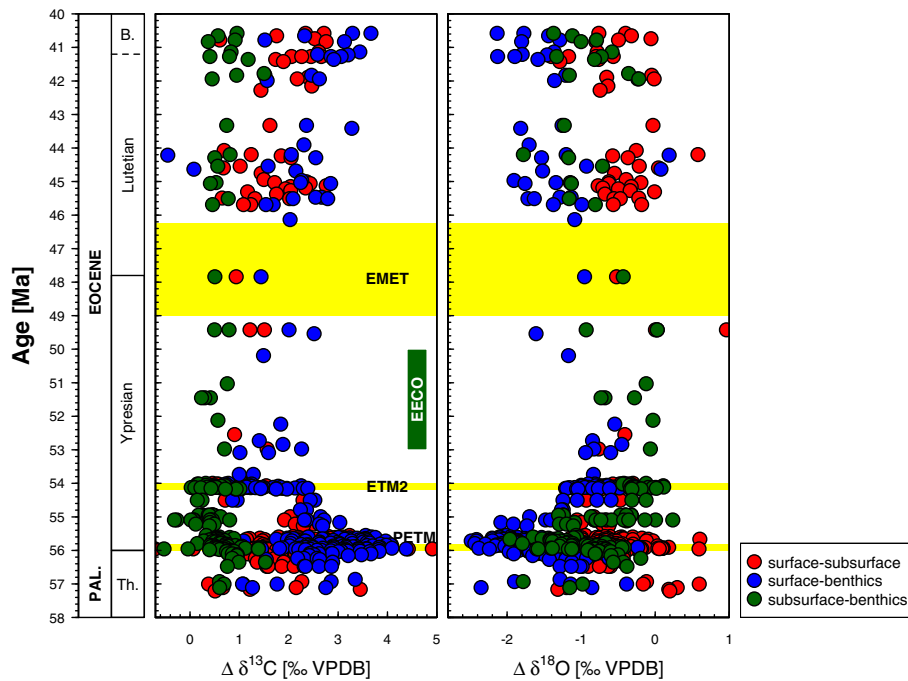 Age [Ma]
40
41
42
43
44
45
46
47
48
49
50
51
52
53
54
55
56
57
58
EOCENE
PAL.
B.
Lutetian
Ypresian
Th.
EMET
EECO
ETM2
PETM
0 1 2 3 4 5
-2 -1 0 1
Δ δ¹³C [‰ VPDB]
Δ δ¹⁸O [‰ VPDB]
surface-subsurface
surface-benthics
subsurface-benthics